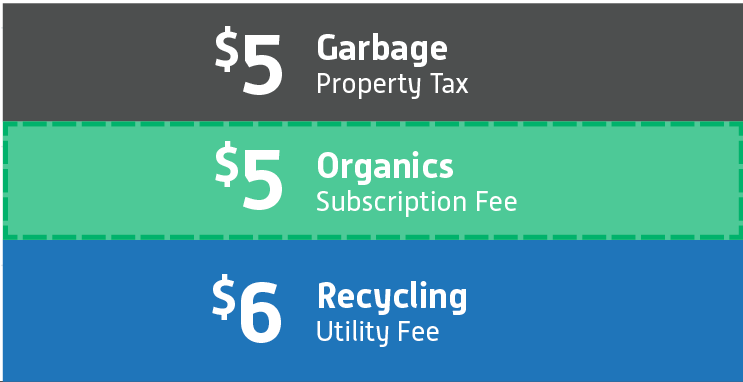 $5 Garbage
Property Tax
$5 Organics
Subscription Fee
$6 Recycling
Utility Fee